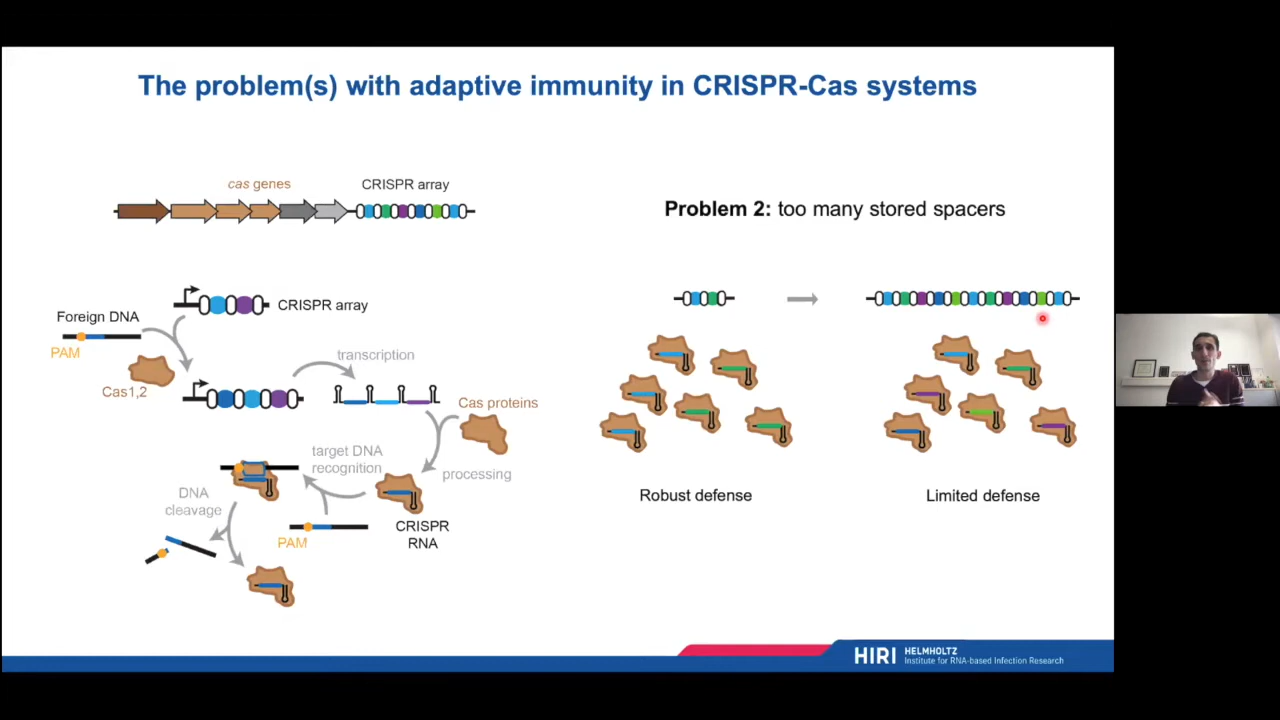 The problem(s) with adaptive immunity in CRISPR-Cas systems
cas genes
CRISPR array
CRISPR array
Foreign DNA
PAM
Cas1,2
transcription
Cas proteins
target DNA
recognition
processing
DNA
cleavage
CRISPR
RNA
PAM
Problem 2: too many stored spacers
Robust defense
Limited defense
HIRI
HELMHOLTZ
Institute for RNA-based Infection Research